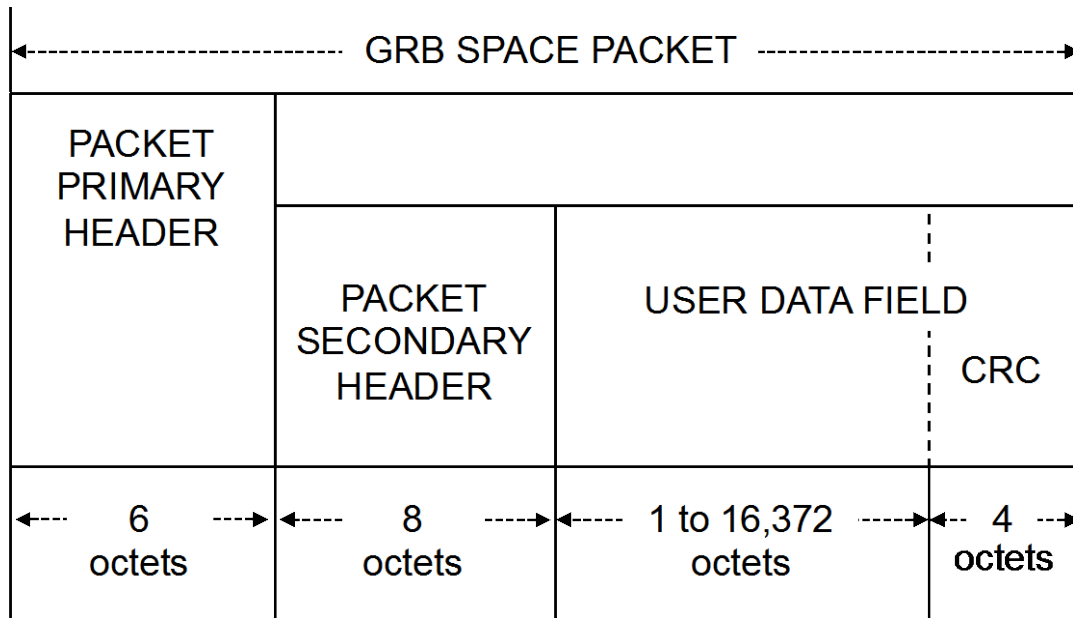 GRB SPACE PACKET
PACKET
PRIMARY
HEADER
PACKET
SECONDARY
HEADER
USER DATA FIELD
CRC
6
octets
8
octets
1 to 16,372
octets
4
octets